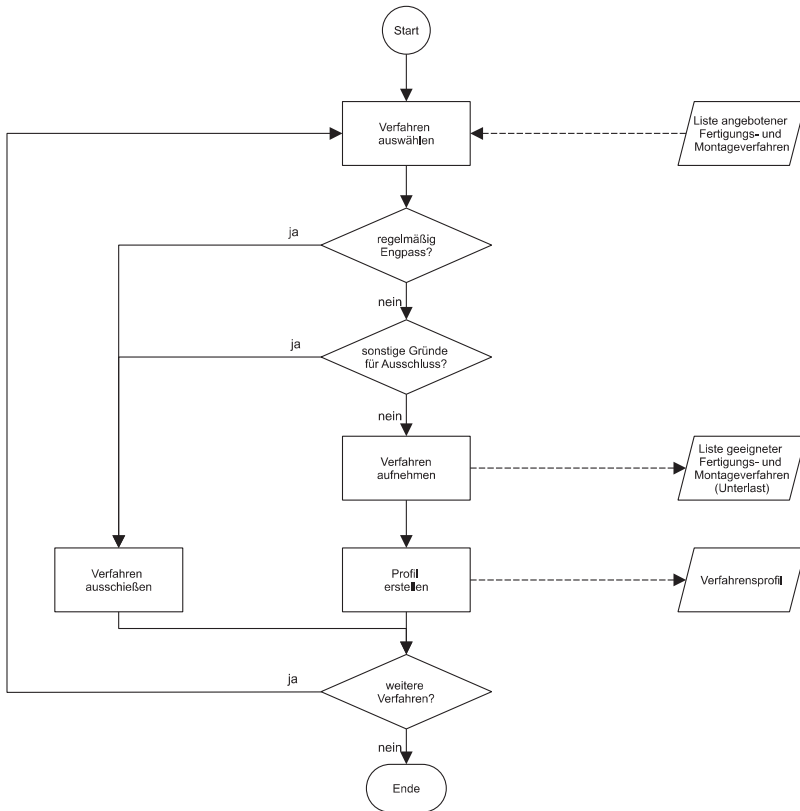 Start
Verfahren
auswählen
Liste angebotener
Fertigungs- und
Montageverfahren
regelmäßig
Engpass?
ja
nein
sonstige Gründe
für Ausschluss?
ja
nein
Verfahren
aufnehmen
Liste geeigneter
Fertigungs- und
Montageverfahren
(Unterlast)
Verfahren
ausschießen
Profil
erstellen
Verfahrensprofil
weitere
Verfahren?
ja
nein
Ende